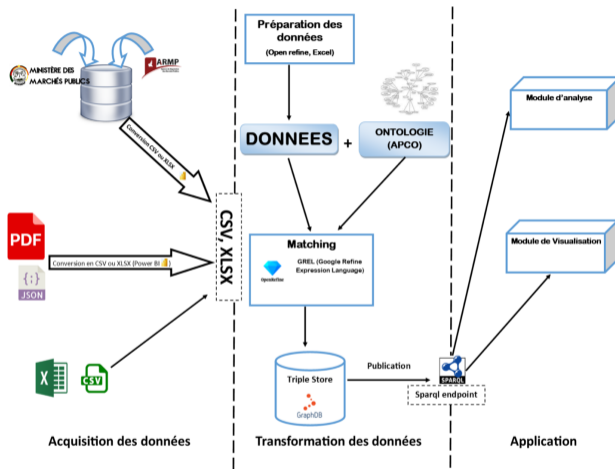 MINISTÈRE DES
MARCHÉS PUBLICS
ARMP
Conversion CSV ou XLSX
PDF
{;}
JSON
Conversion en CSV ou XLSX (Power BI
X
CSV
CSV, XLSX
Acquisition des données
Préparation des
données
(Open refine, Excel)
DONNEES
+
ONTOLOGIE
(APCO)
Matching
GREL (Google Refine
Expression Language)
OpenRefine
Triple Store
GraphDB
Publication
SPARQL
Sparql endpoint
Transformation des données
Module d'analyse
Module de Visualisation
Application